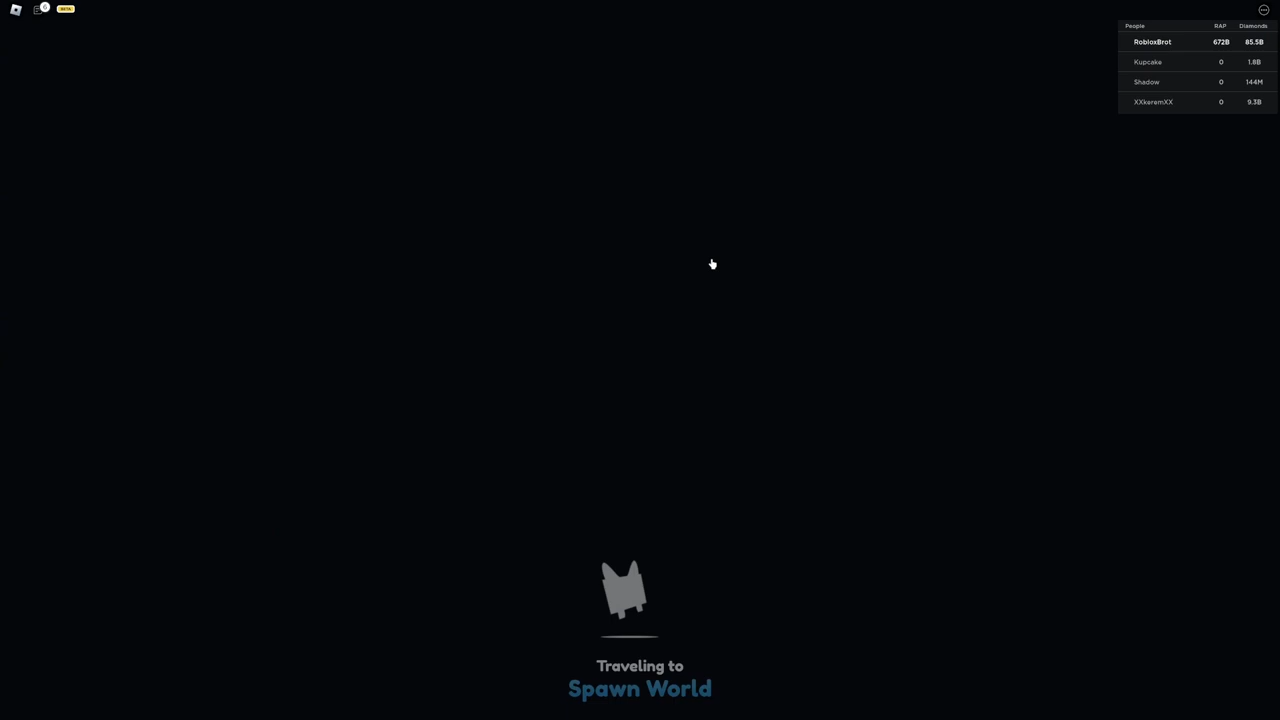 6
BETA
People RAP Diamonds
RobloxBrot 672B 85.5B
Kupcake 0 1.8B
Shadow 0 144M
XXkeremXX 0 9.3B
Traveling to
Spawn World